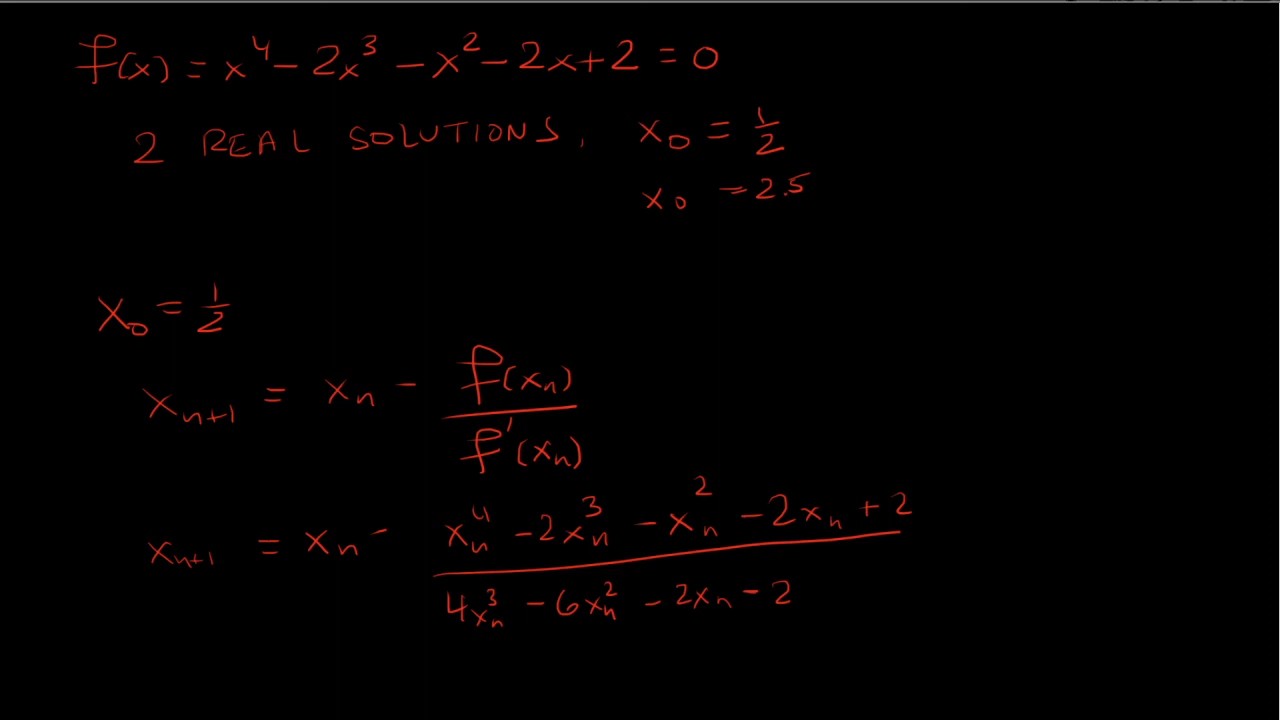 f(x) = x⁴ - 2x³ - x² - 2x + 2 = 0
2 REAL SOLUTIONS, x₀ = 1/2
x₀ = 2.5
x₀ = 1/2
xₙ₊₁ = xₙ - f(xₙ)/f'(xₙ)
xₙ₊₁ = xₙ - (xₙ⁴ - 2xₙ³ - xₙ² - 2xₙ + 2)/(4xₙ³ - 6xₙ² - 2xₙ - 2)